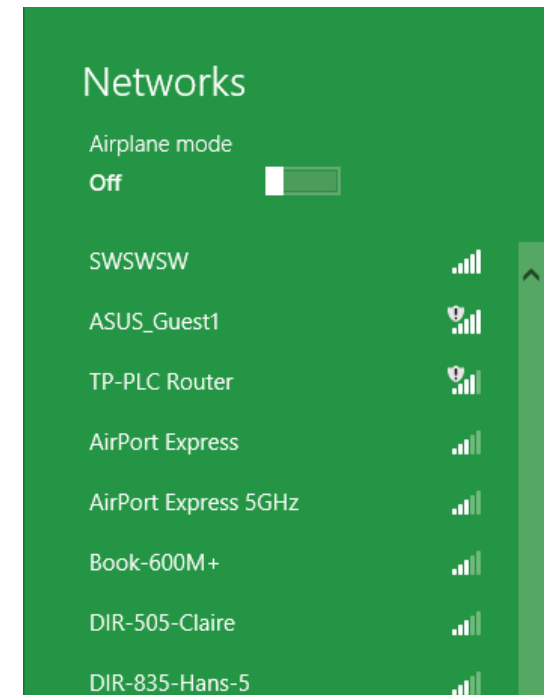 Networks
Airplane mode
Off
SWSWSW
ASUS_Guest1
TP-PLC Router
AirPort Express
AirPort Express 5GHz
Book-600M+
DIR-505-Claire
DIR-835-Hans-5